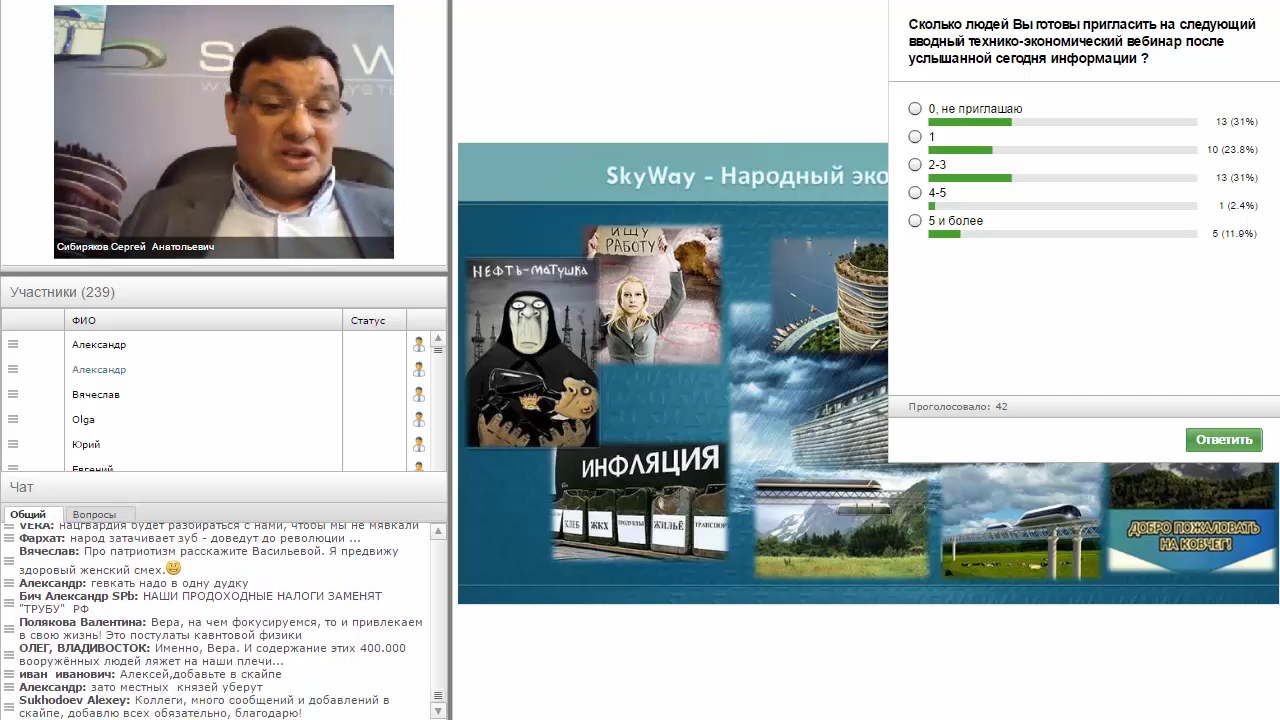 Сибиряков Сергей Анатольевич
Участники (239)
ФИО
Статус
Александр
Александр
Вячеслав
Olga
Юрий
Евгений
Чат
Общий
Вопросы
VERA: нацгвардия будет разбираться с нами, чтобы мы не мявкали
Фархат: народ затачивает зуб - доведут до революции ...
Вячеслав: Про патриотизм расскажите Васильевой. Я предвижу
здоровый женский смех.
Александр: гевкать надо в одну дудку
Бич Александр SPb: НАШИ ПРОДОХОДНЫЕ НАЛОГИ ЗАМЕНЯТ
"ТРУБУ" РФ
Полякова Валентина: Вера, на чем фокусируемся, то и привлекаем
в свою жизнь! Это постулаты кавнтовой физики
ОЛЕГ, ВЛАДИВОСТОК: Именно, Вера. И содержание этих 400.000
вооружённых людей ляжет на наши плечи...
иван иванович: Алексей,добавьте в скайпе
Александр: зато местных князей уберут
Sukhodoev Alexey: Коллеги, много сообщений и добавлений в
скайпе, добавлю всех обязательно, благодарю!
SkyWay - Народный эко
ИЩУ
РАБОТУ
НЕФТЬ-МАТУШКА
ИНФЛЯЦИЯ
ХЛЕБ
ЖКХ
ПРОДУКТЫ
ЖИЛЬЁ
ТРАНСПОРТ
ДОБРО ПОЖАЛОВАТЬ
НА КОВЧЕГ!
Сколько людей Вы готовы пригласить на следующий
вводный технико-экономический вебинар после
услышанной сегодня информации ?
0, не приглашаю
13 (31%)
1
10 (23.8%)
2-3
13 (31%)
4-5
1 (2.4%)
5 и более
5 (11.9%)
Проголосовало: 42
Ответить